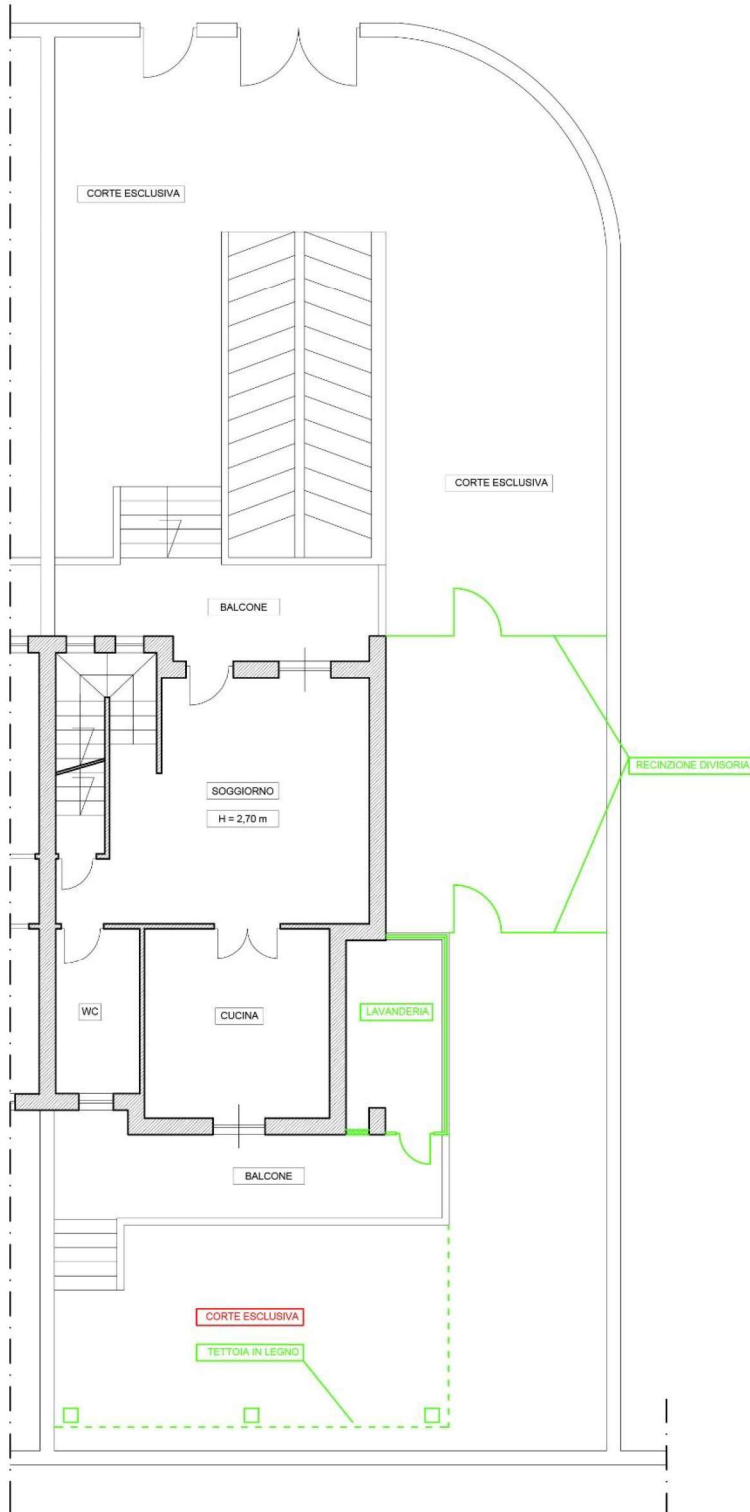 CORTE ESCLUSIVA
CORTE ESCLUSIVA
BALCONE
RECINZIONE DIVISORIA
SOGGIORNO
H = 2,70 m
WC
CUCINA
LAVANDERIA
BALCONE
CORTE ESCLUSIVA
TETTOIA IN LEGNO